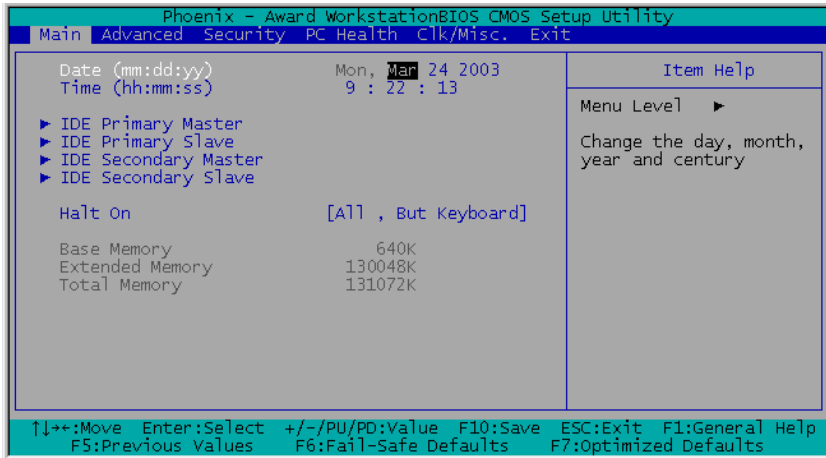 Phoenix - Award WorkstationBIOS CMOS Setup Utility
Main Advanced Security PC Health Clk/Misc. Exit
Date (mm:dd:yy) Mon, Mar 24 2003
Time (hh:mm:ss) 9 : 22 : 13
▶ IDE Primary Master
▶ IDE Primary Slave
▶ IDE Secondary Master
▶ IDE Secondary Slave
Halt On [All , But Keyboard]
Base Memory 640K
Extended Memory 130048K
Total Memory 131072K
Item Help
Menu Level ▶
Change the day, month,
year and century
↑↓→←:Move Enter:Select +/-/PU/PD:Value F10:Save ESC:Exit F1:General Help
F5:Previous Values F6:Fail-Safe Defaults F7:Optimized Defaults